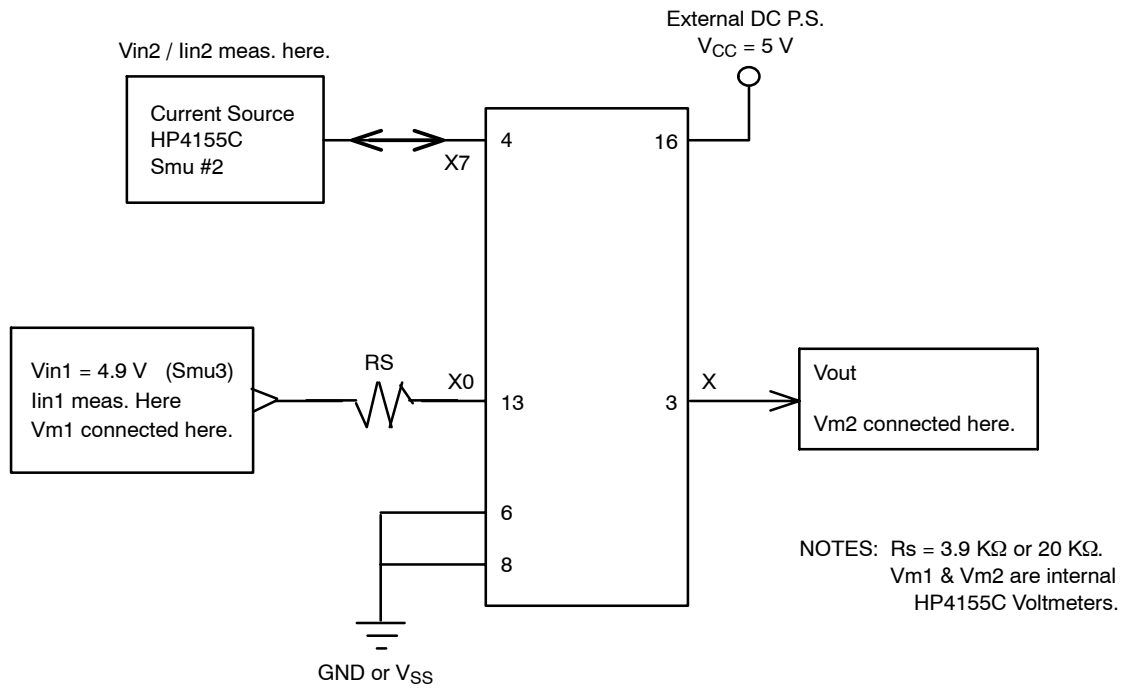 External DC P.S.
VCC = 5 V
Vin2 / Iin2 meas. here.
Current Source
HP4155C
Smu #2
X7
4
16
Vin1 = 4.9 V (Smu3)
Iin1 meas. Here
Vm1 connected here.
RS
X0
13
3
X
Vout
Vm2 connected here.
6
8
GND or VSS
NOTES: Rs = 3.9 KΩ or 20 KΩ.
Vm1 & Vm2 are internal
HP4155C Voltmeters.